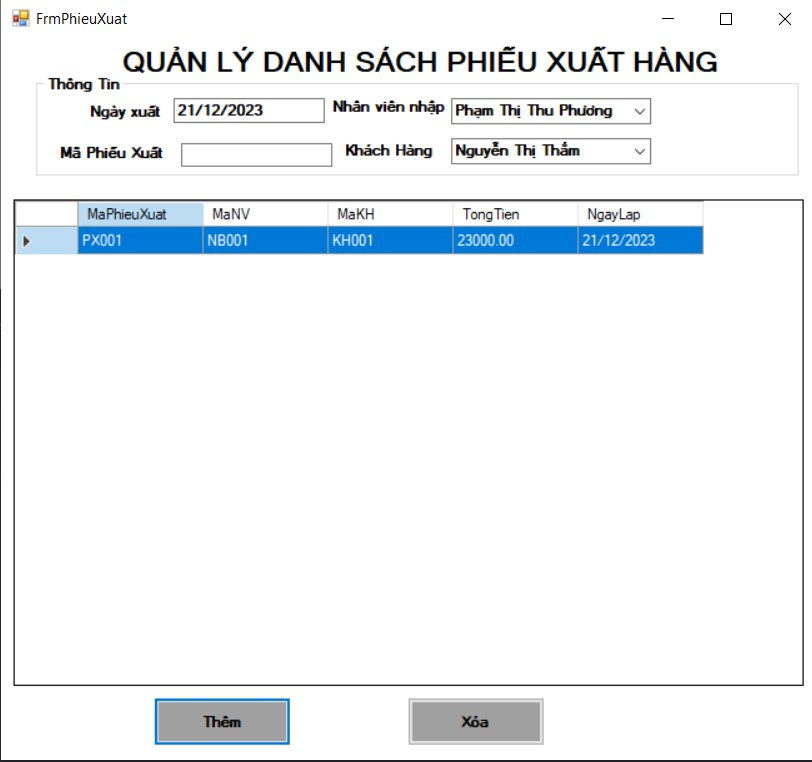 FrmPhieuXuat
QUẢN LÝ DANH SÁCH PHIẾU XUẤT HÀNG
Thông Tin
Ngày xuất 21/12/2023 Nhân viên nhập Phạm Thị Thu Phương
Mã Phiếu Xuất Khách Hàng Nguyễn Thị Thắm
MaPhieuXuat MaNV MaKH TongTien NgayLap
PX001 NB001 KH001 23000.00 21/12/2023
Thêm Xóa